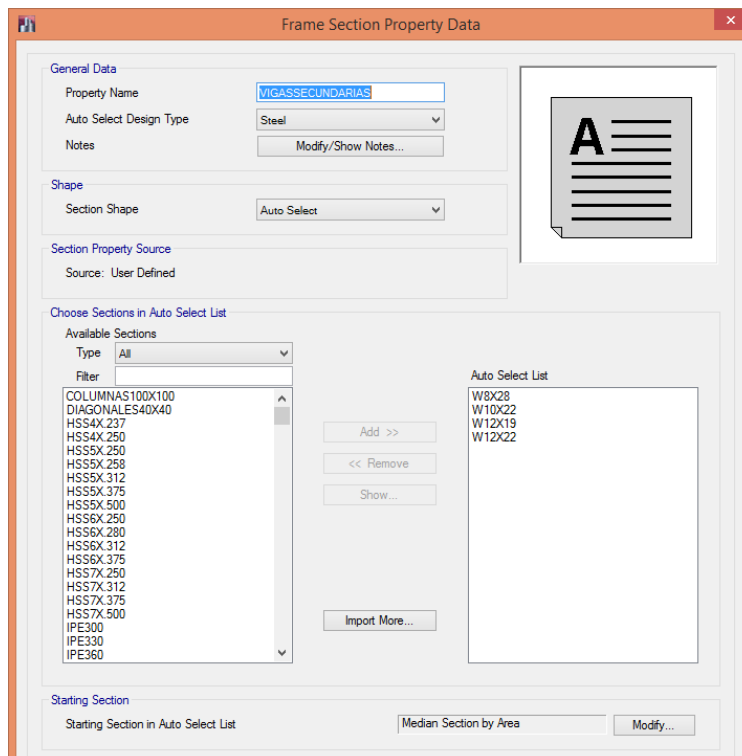 Frame Section Property Data
General Data
Property Name VIGASSECUNDARIAS
Auto Select Design Type Steel
Notes Modify/Show Notes...
A
Shape
Section Shape Auto Select
Section Property Source
Source: User Defined
Choose Sections in Auto Select List
Available Sections
Type All
Filter
COLUMNAS100X100
DIAGONALES40X40
HSS4X.237
HSS4X.250
HSS5X.250
HSS5X.258
HSS5X.312
HSS5X.375
HSS5X.500
HSS6X.250
HSS6X.280
HSS6X.312
HSS6X.375
HSS7X.250
HSS7X.312
HSS7X.375
HSS7X.500
IPE300
IPE330
IPE360
Add >>
<< Remove
Show...
Import More...
Auto Select List
W8X28
W10X22
W12X19
W12X22
Starting Section
Starting Section in Auto Select List Median Section by Area Modify...